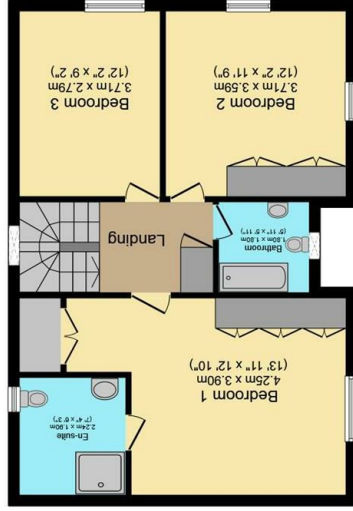 Bedroom 1
4.25m x 3.90m
(13' 11" x 12' 10")
En-suite
2.24m x 1.90m
(7' 4" x 6' 3")
Bathroom
1.80m x 1.80m
(5' 11" x 5' 11")
Landing
Bedroom 2
3.71m x 3.59m
(12' 2" x 11' 9")
Bedroom 3
3.71m x 2.79m
(12' 2" x 9' 2")